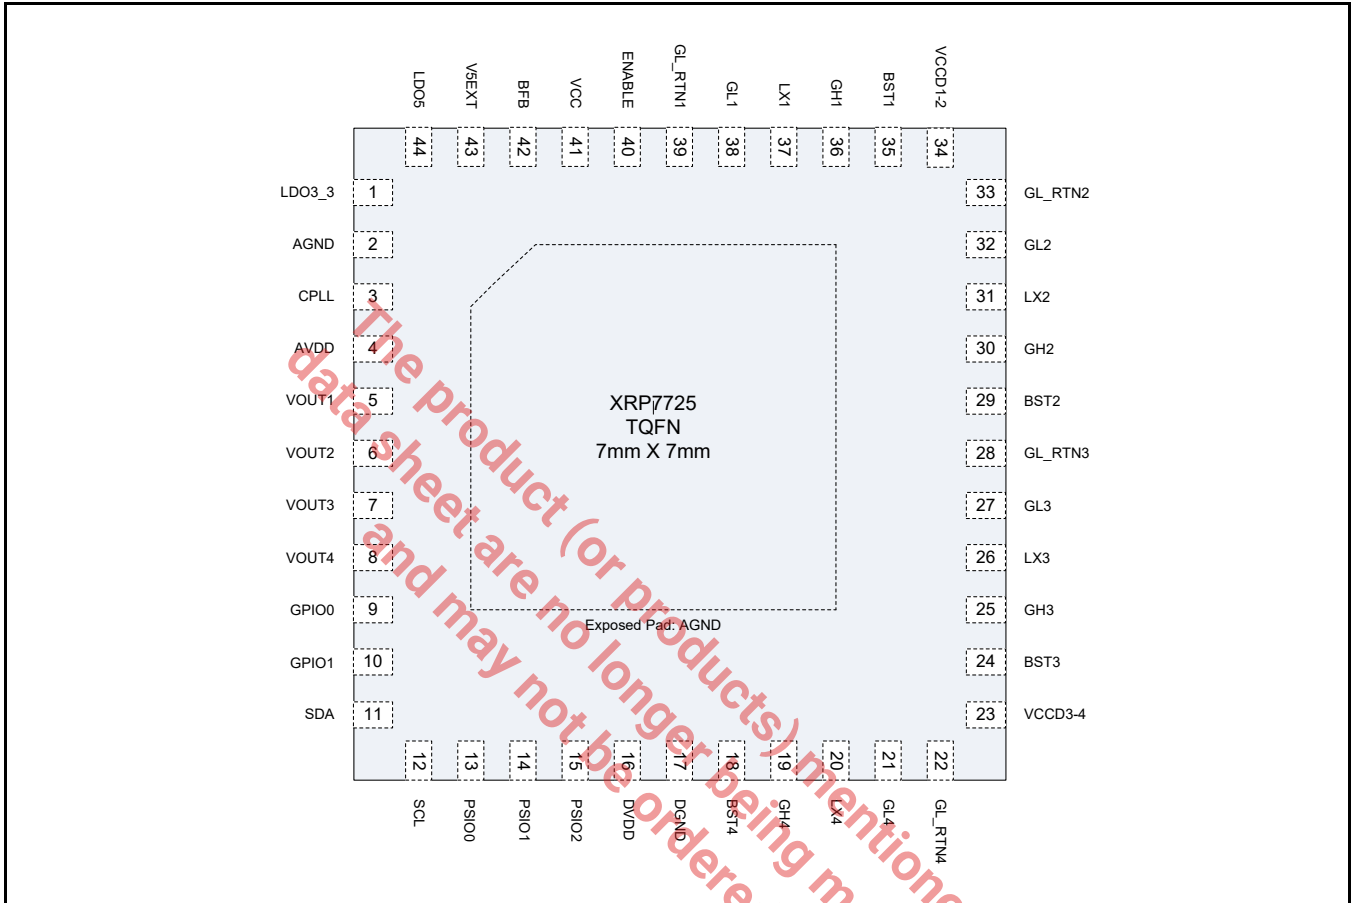 LDO5
V5EXT
BFB
VCC
ENABLE
GL_RTN1
GL1
LX1
GH1
BST1
VCCD1-2
44
43
42
41
40
39
38
37
36
35
34
LDO3_3 1
AGND 2
CPLL 3
AVDD 4
VOUT1 5
VOUT2 6
VOUT3 7
VOUT4 8
GPIO0 9
GPIO1 10
SDA 11
33 GL_RTN2
32 GL2
31 LX2
30 GH2
29 BST2
28 GL_RTN3
27 GL3
26 LX3
25 GH3
24 BST3
23 VCCD3-4
XRP7725
TQFN
7mm X 7mm
Exposed Pad: AGND
12
13
14
15
16
17
18
19
20
21
22
SCL
PSIO0
PSIO1
PSIO2
DVDD
DGND
BST4
GH4
LX4
GL4
GL_RTN4
The product (or products) mentione
data sheet are no longer being m
and may not be ordere